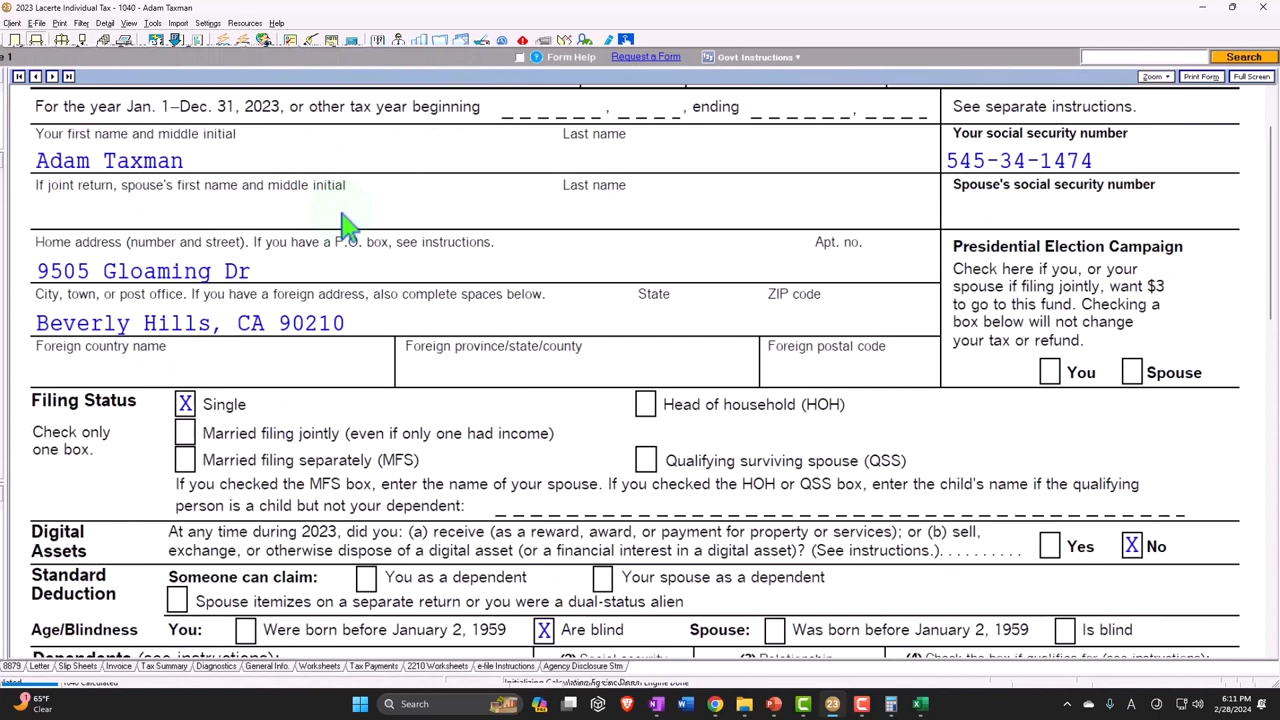 2023 Lacerte Individual Tax - 1040 - Adam Taxman
Client E-File Print Filter Detail View Tools Import Settings Resources Help
e 1 Form Help Request a Form Govt Instructions Search
Zoom Print Form Full Screen
For the year Jan. 1–Dec. 31, 2023, or other tax year beginning , , ending , See separate instructions.
Your first name and middle initial Last name Your social security number
Adam Taxman 545-34-1474
If joint return, spouse's first name and middle initial Last name Spouse's social security number
Home address (number and street). If you have a P.O. box, see instructions. Apt. no.
9505 Gloaming Dr
City, town, or post office. If you have a foreign address, also complete spaces below. State ZIP code
Beverly Hills, CA 90210
Foreign country name Foreign province/state/county Foreign postal code
Presidential Election Campaign
Check here if you, or your
spouse if filing jointly, want $3
to go to this fund. Checking a
box below will not change
your tax or refund.
You Spouse
Filing Status X Single Head of household (HOH)
Check only
one box.
Married filing jointly (even if only one had income)
Married filing separately (MFS) Qualifying surviving spouse (QSS)
If you checked the MFS box, enter the name of your spouse. If you checked the HOH or QSS box, enter the child's name if the qualifying
person is a child but not your dependent:
Digital
Assets
At any time during 2023, did you: (a) receive (as a reward, award, or payment for property or services); or (b) sell,
exchange, or otherwise dispose of a digital asset (or a financial interest in a digital asset)? (See instructions.) . . . . . . . . . . Yes X No
Standard
Deduction
Someone can claim: You as a dependent Your spouse as a dependent
Spouse itemizes on a separate return or you were a dual-status alien
Age/Blindness You: Were born before January 2, 1959 X Are blind Spouse: Was born before January 2, 1959 Is blind
Dependents (see instructions): (2) Social security (3) Relationship (4) Check the box if qualifies for (see instructions):
8879 Letter Slip Sheets Invoice Tax Summary Diagnostics General Info. Worksheets Tax Payments 2210 Worksheets e-file Instructions Agency Disclosure Stm
1040 Calculated
65°F
Clear
Search
6:11 PM
2/28/2024